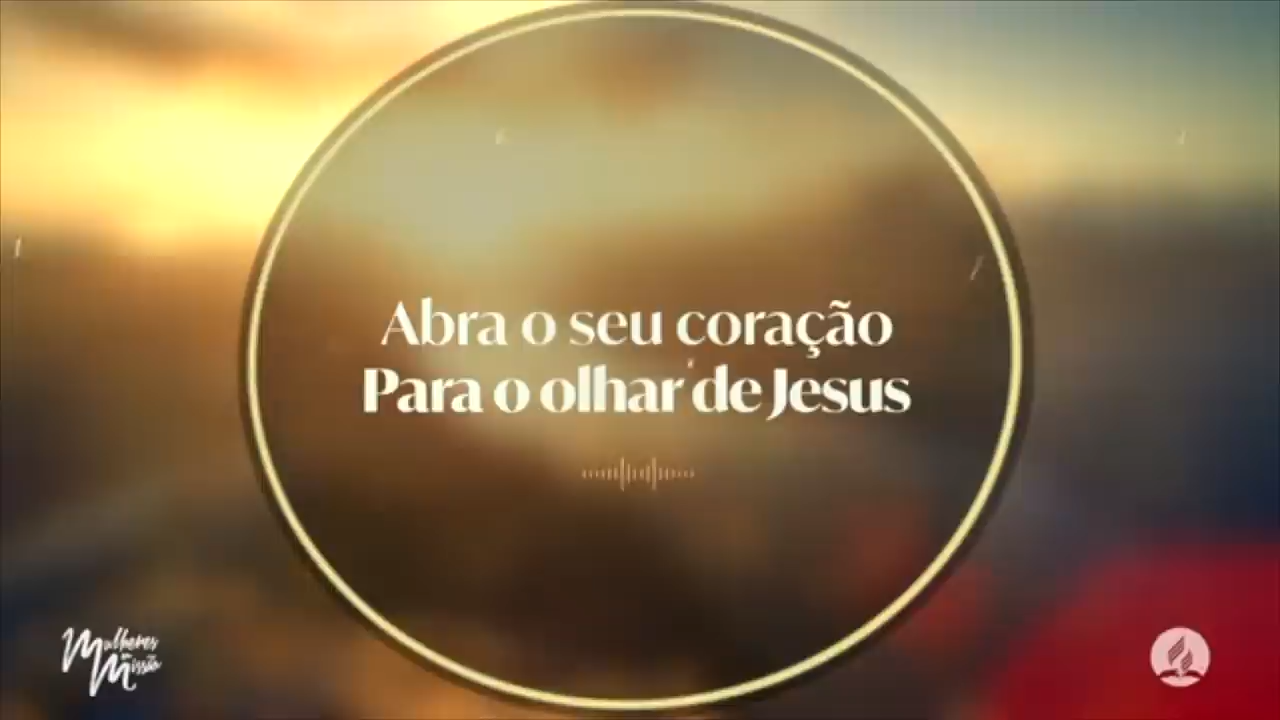 Abra o seu coração
Para o olhar de Jesus
Mulheres
em
Missão